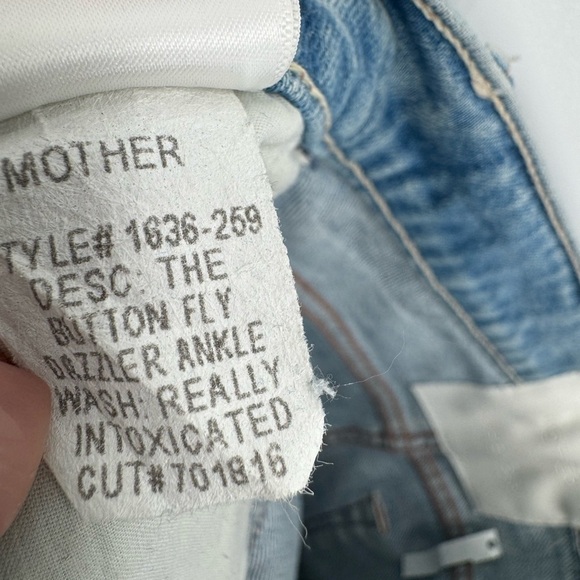 MOTHER
TYLE# 1636-259
DESC: THE
BUTTON FLY
DAZZLER ANKLE
WASH: REALLY
INTOXICATED
CUT# 701816